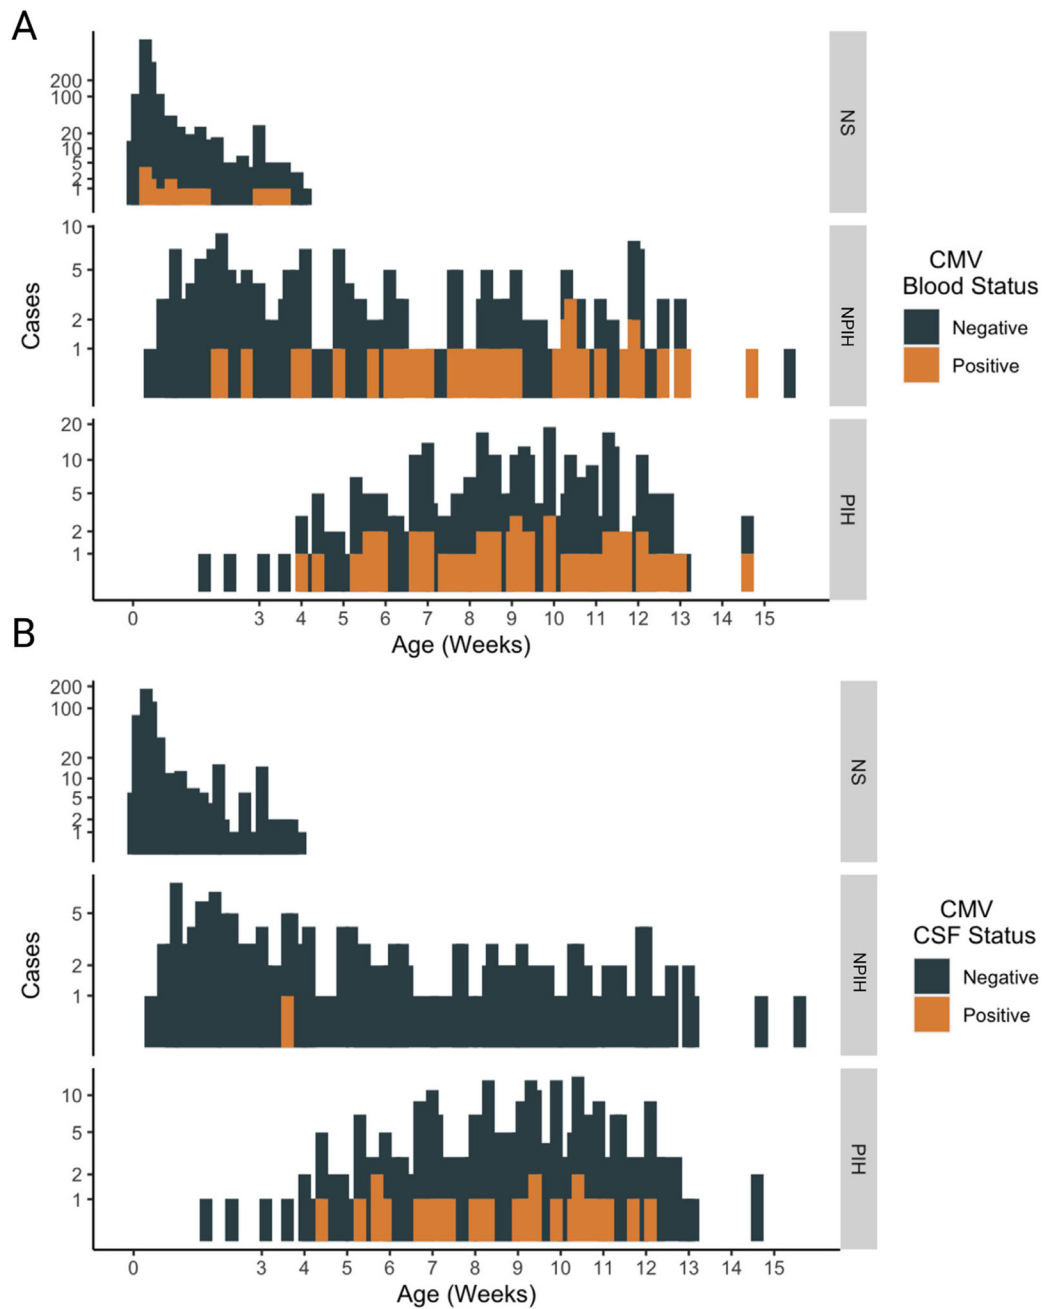 A
200
100
20
10
5
2
1
NS
10
5
2
1
NPIH
Cases
20
10
5
2
1
PIH
0 3 4 5 6 7 8 9 10 11 12 13 14 15
Age (Weeks)
CMV
Blood Status
Negative
Positive
B
200
100
20
10
5
2
1
NS
5
2
1
NPIH
Cases
10
5
2
1
PIH
0 3 4 5 6 7 8 9 10 11 12 13 14 15
Age (Weeks)
CMV
CSF Status
Negative
Positive